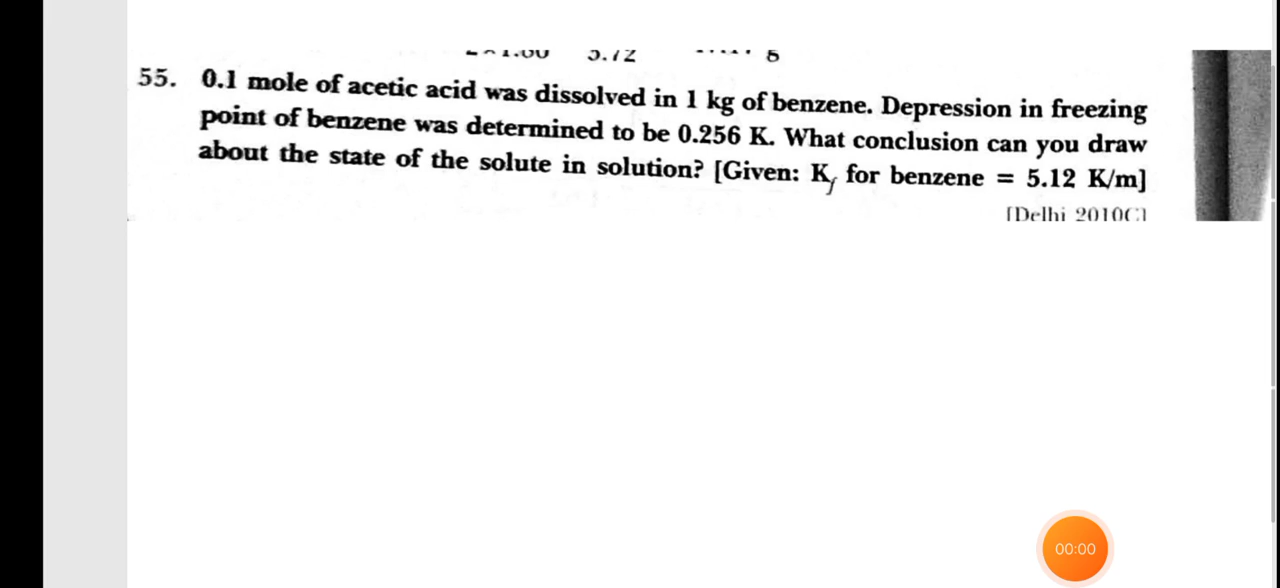 5.72
55. 0.1 mole of acetic acid was dissolved in 1 kg of benzene. Depression in freezing
point of benzene was determined to be 0.256 K. What conclusion can you draw
about the state of the solute in solution? [Given: K_f for benzene = 5.12 K/m]
[Delhi 2010C]
00:00